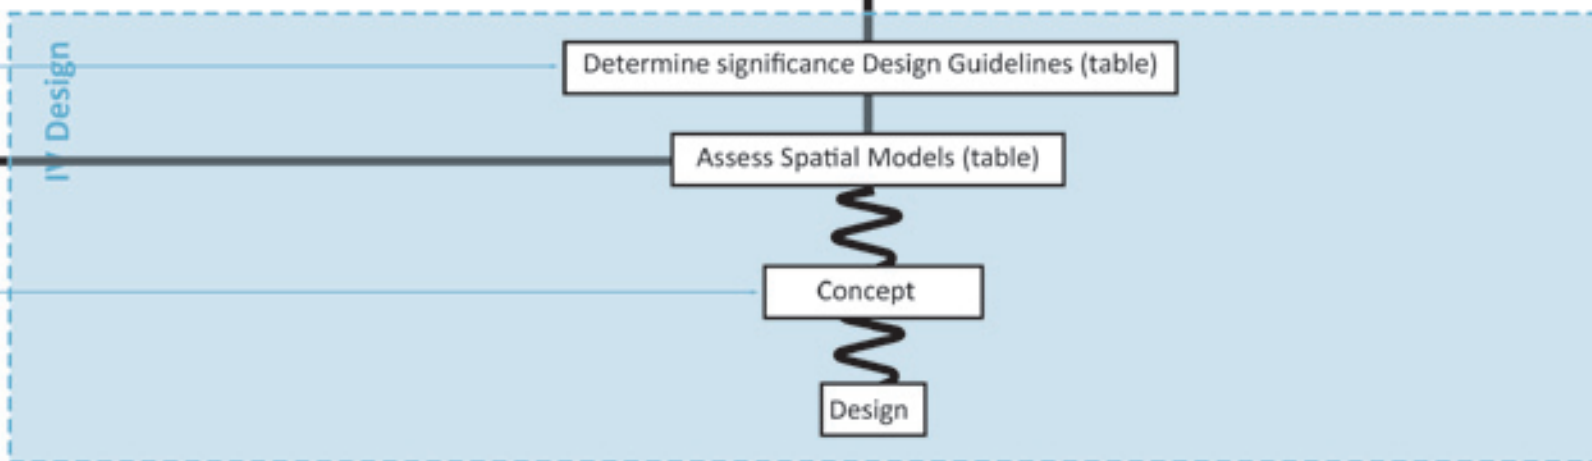 IV Design
Determine significance Design Guidelines (table)
Assess Spatial Models (table)
Concept
Design